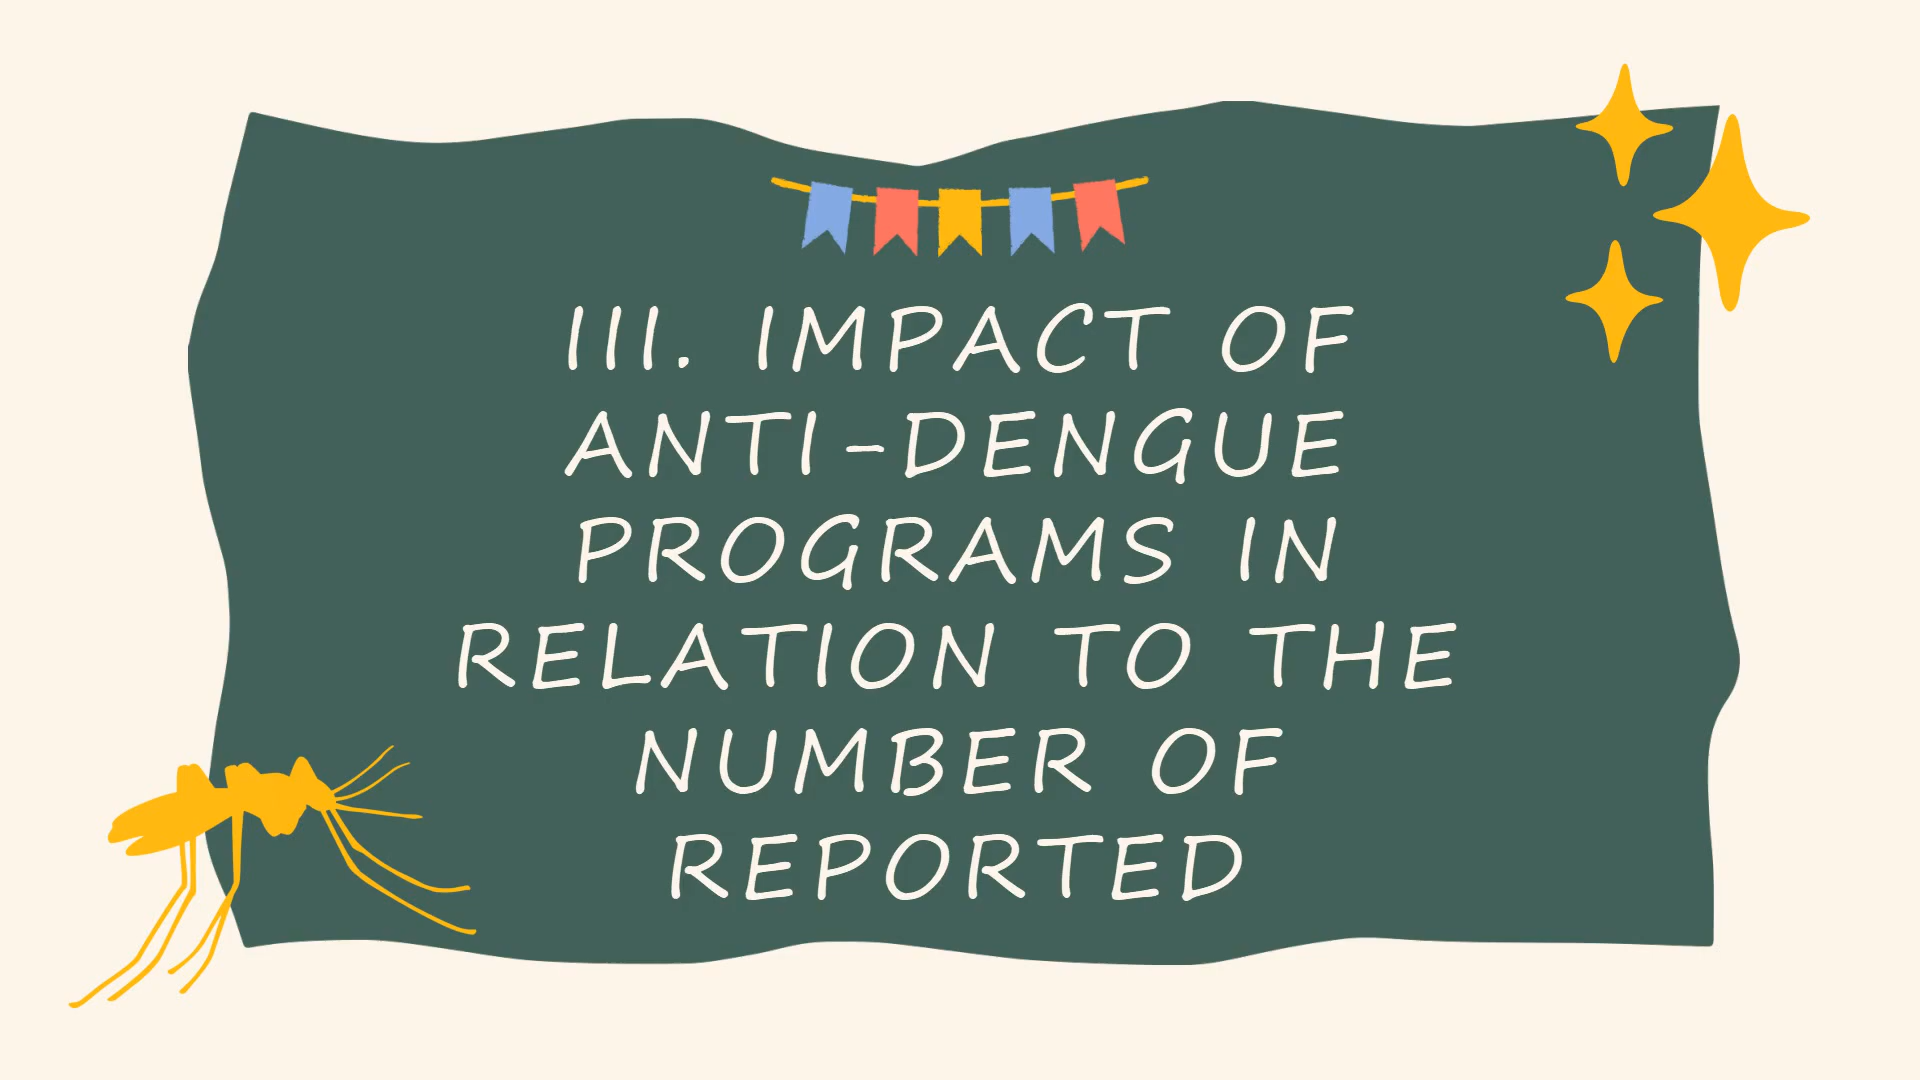 III. IMPACT OF
ANTI-DENGUE
PROGRAMS IN
RELATION TO THE
NUMBER OF
REPORTED